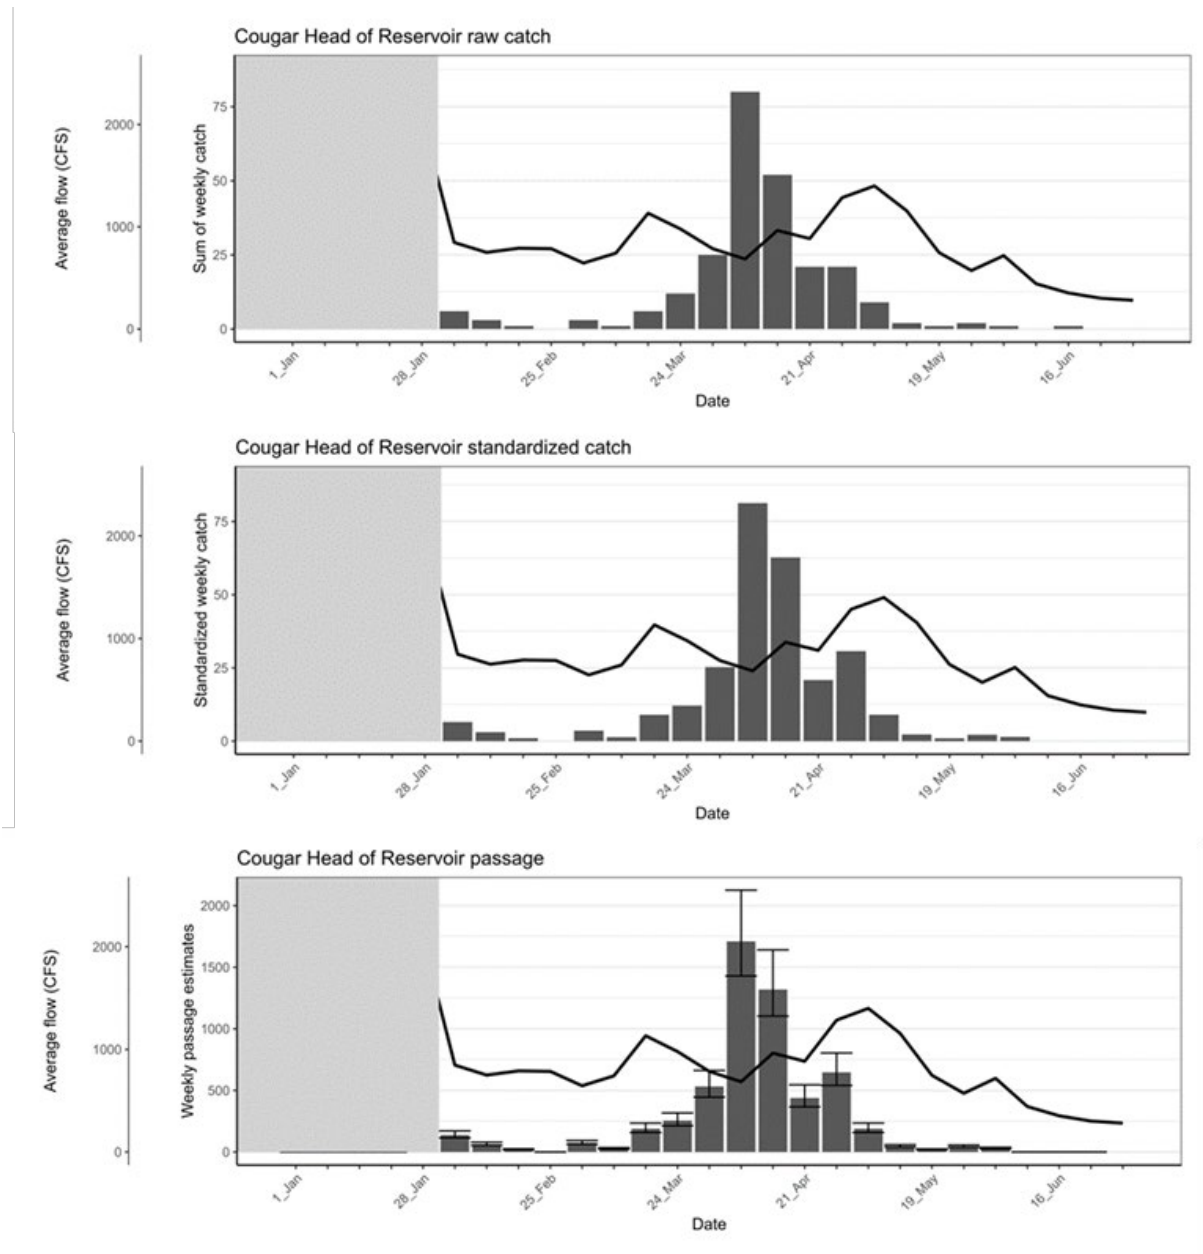 Cougar Head of Reservoir raw catch
Average flow (CFS)
2000
1000
0
Sum of weekly catch
75
50
25
0
1_Jan 28_Jan 25_Feb 24_Mar 21_Apr 19_May 16_Jun
Date
Cougar Head of Reservoir standardized catch
Average flow (CFS)
2000
1000
0
Standardized weekly catch
75
50
25
0
1_Jan 28_Jan 25_Feb 24_Mar 21_Apr 19_May 16_Jun
Date
Cougar Head of Reservoir passage
Average flow (CFS)
2000
1000
0
Weekly passage estimates
2000
1500
1000
500
0
1_Jan 28_Jan 25_Feb 24_Mar 21_Apr 19_May 16_Jun
Date